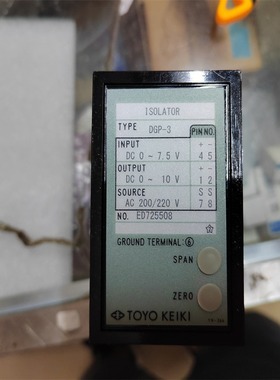 ISOLATOR
TYPE DGP-3 PIN NO.
INPUT + -
DC 0 ~ 7.5 V 4 5
OUTPUT + -
DC 0 ~ 10 V 1 2
SOURCE S S
AC 200/220 V 7 8
NO. ED725508
GROUND TERMINAL: ⑥
SPAN
ZERO
TOYO KEIKI